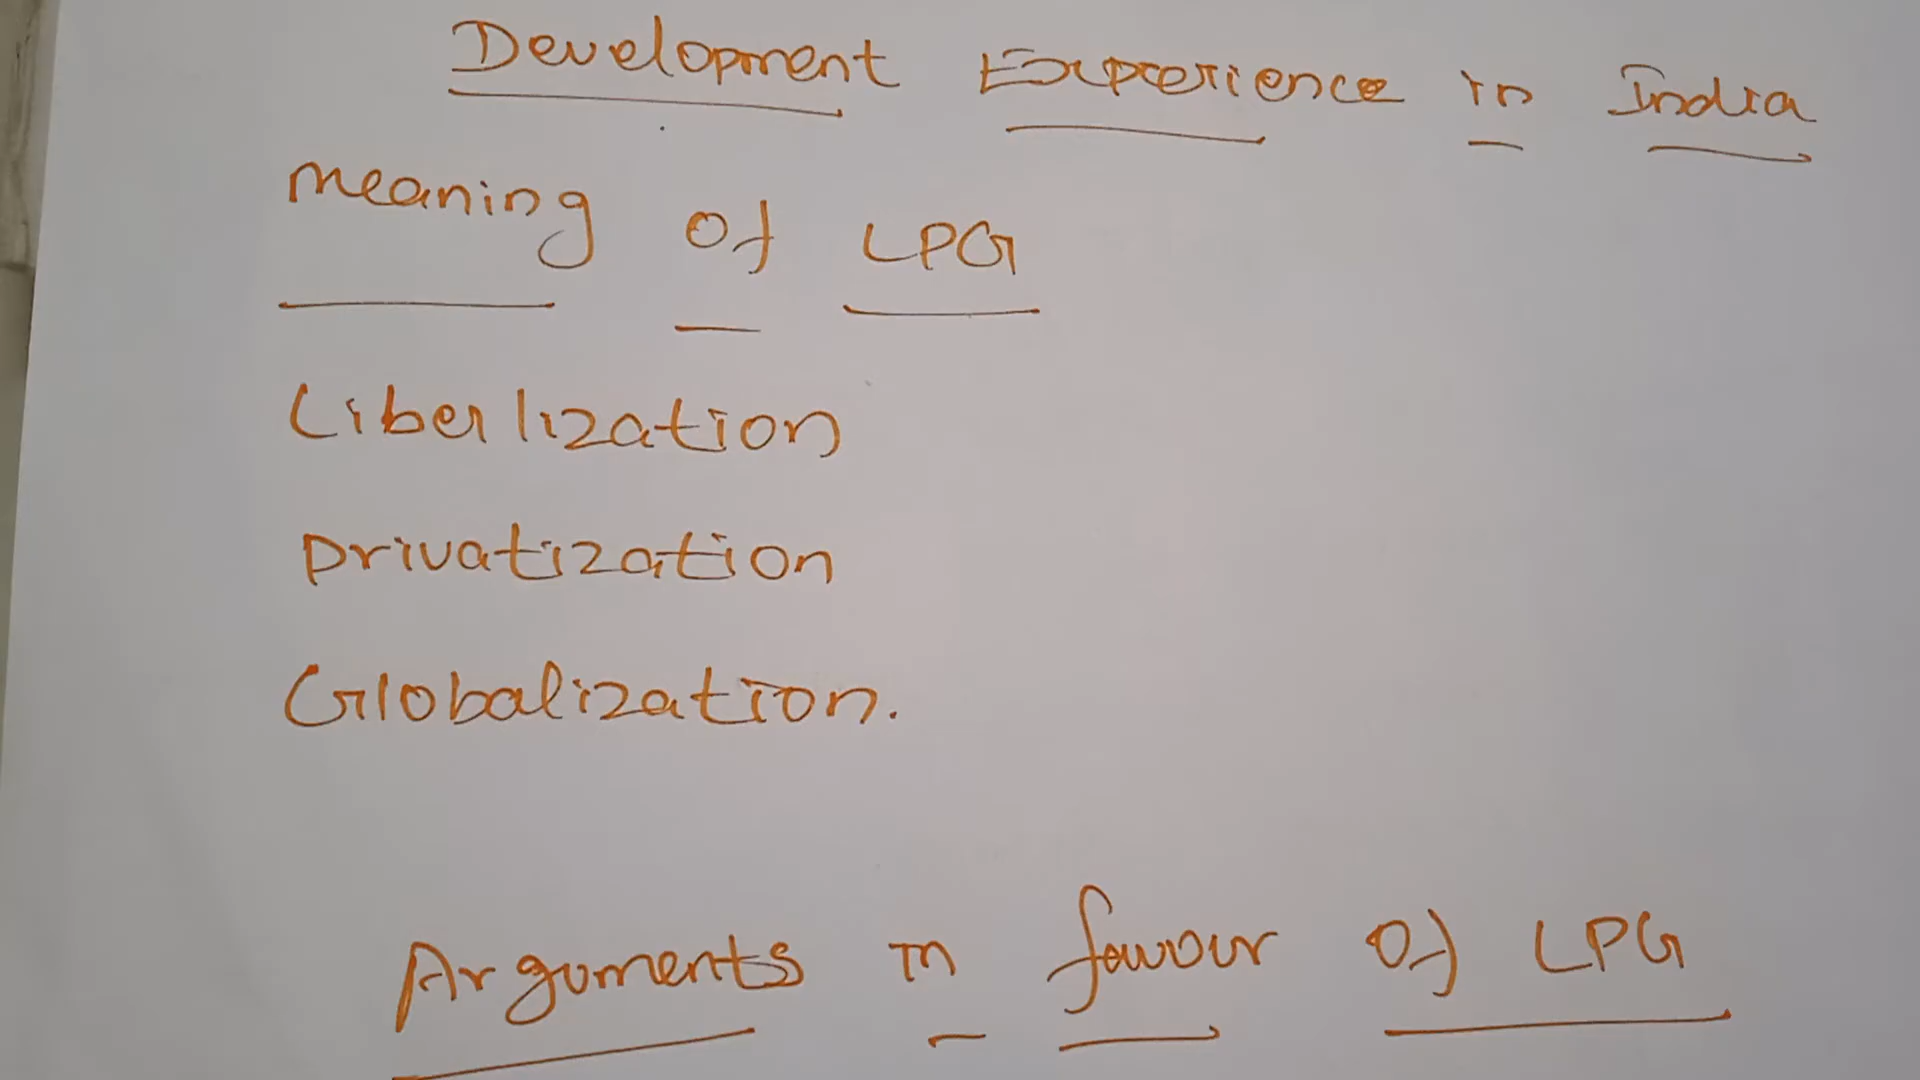 Development Experience in India
meaning of LPG
Liberlization
privatization
Globalization.
Arguments in favour of LPG